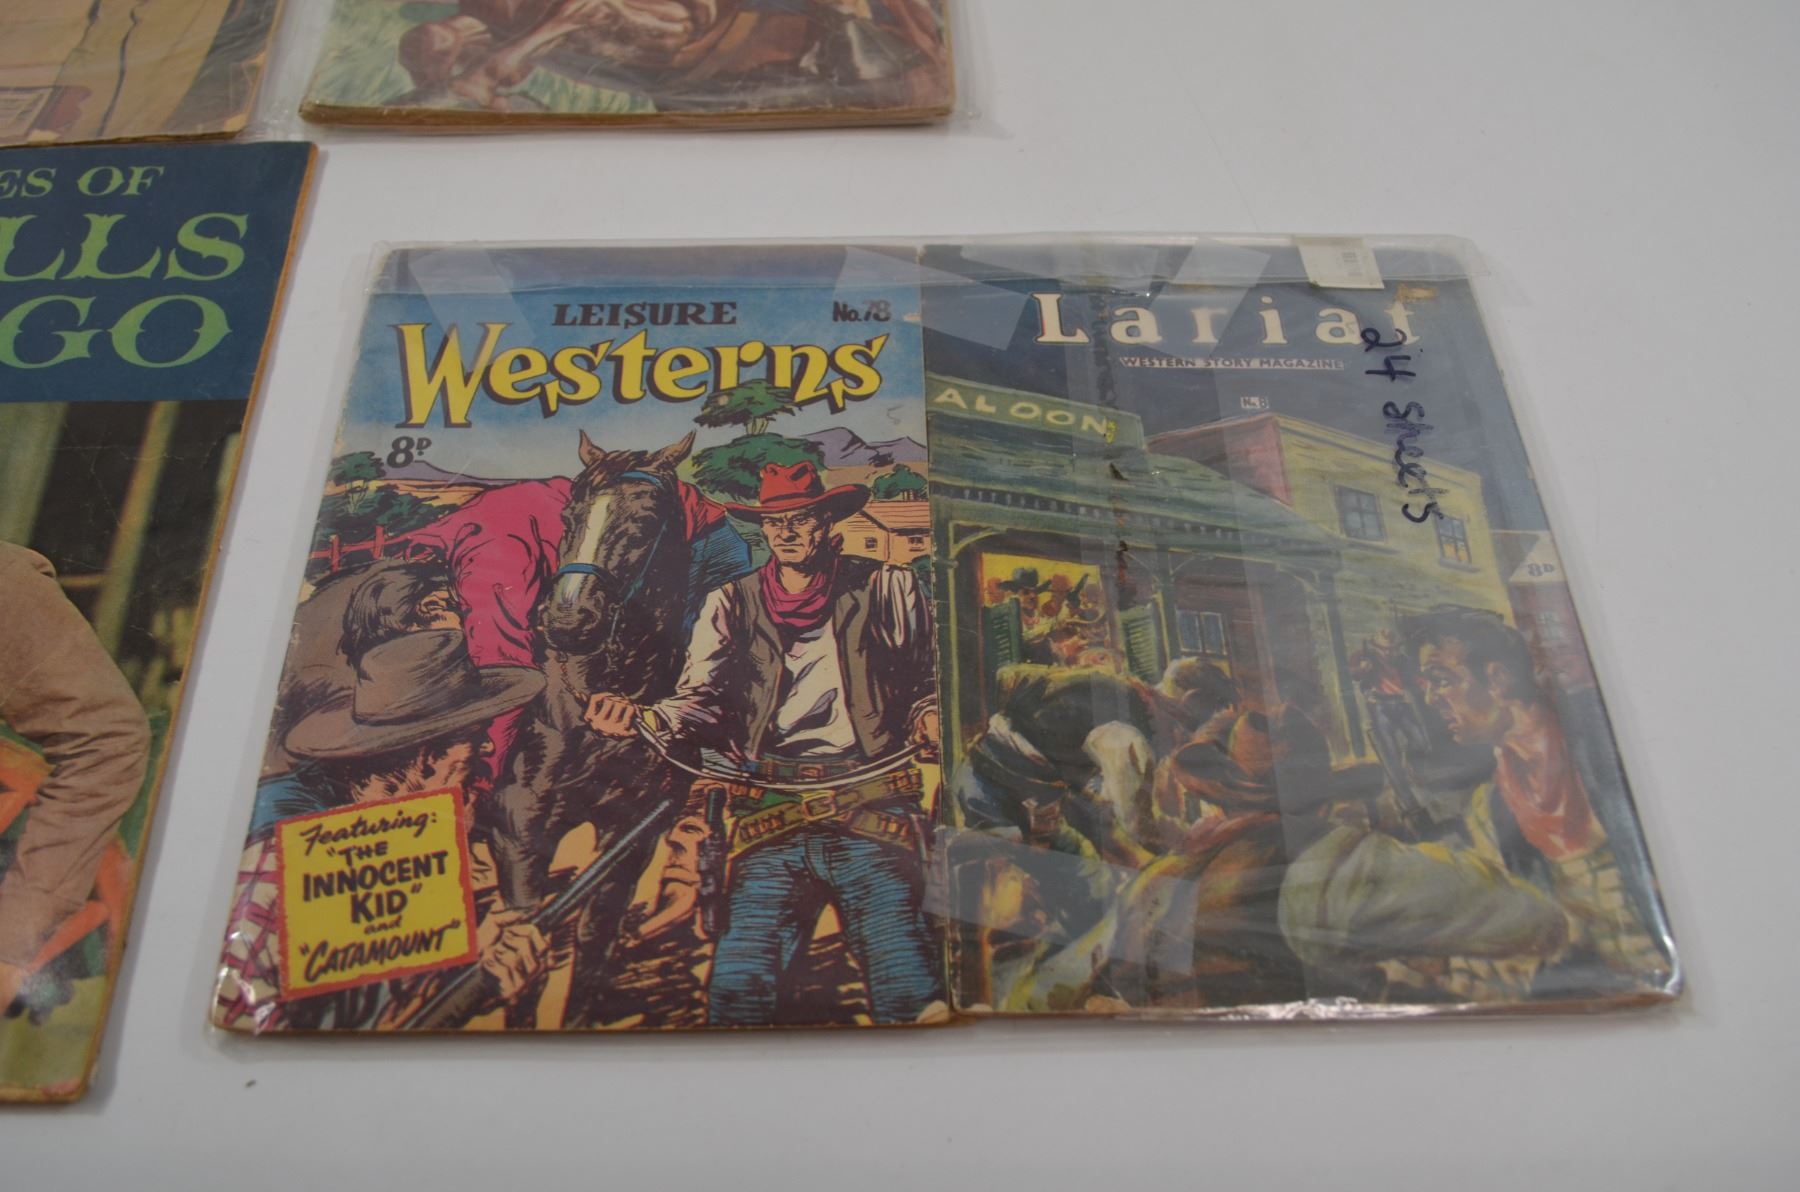 ES OF
LLS
GO
LEISURE
No. 78
Westerns
8D
Featuring:
"THE
INNOCENT
KID"
and
"CATAMOUNT"
Lariat
WESTERN STORY MAGAZINE
No. 8
ALOON
8D
24 Sheets